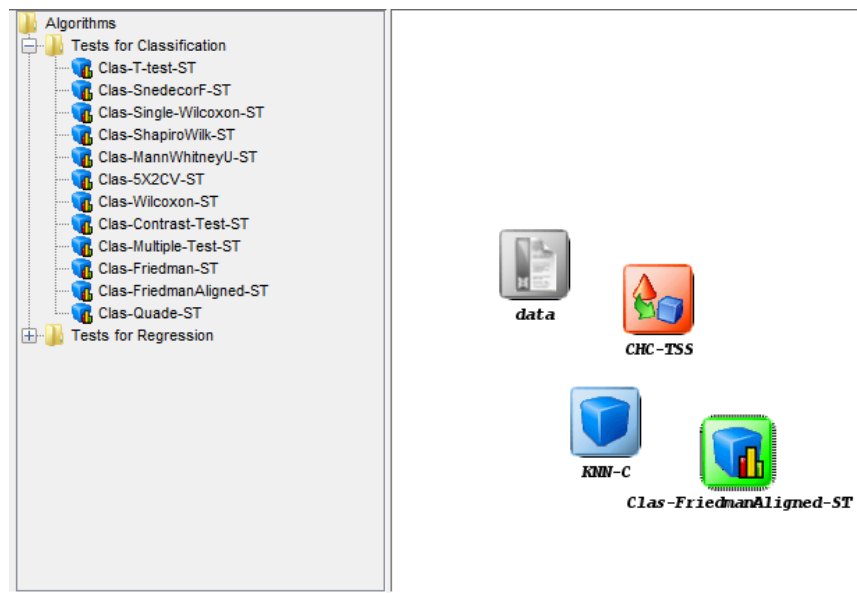 Algorithms
Tests for Classification
Clas-T-test-ST
Clas-SnedecorF-ST
Clas-Single-Wilcoxon-ST
Clas-ShapiroWilk-ST
Clas-MannWhitneyU-ST
Clas-5X2CV-ST
Clas-Wilcoxon-ST
Clas-Contrast-Test-ST
Clas-Multiple-Test-ST
Clas-Friedman-ST
Clas-FriedmanAligned-ST
Clas-Quade-ST
Tests for Regression
data
CHC-TSS
KNN-C
Clas-FriedmanAligned-ST